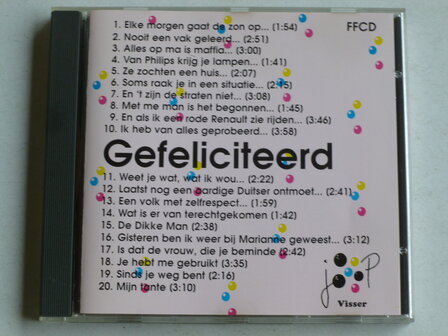 1. Elke morgen gaat de zon op... (1:54)
FFCD
2. Nooit een vak geleerd... (2:51)
3. Alles op ma is maffia... (3:00)
4. Van Philips krijg je lampen... (1:41)
5. Ze zochten een huis... (2:07)
6. Soms raak je in een situatie... (2:15)
7. En 't zijn de straten niet... (3:08)
8. Met me man is het begonnen... (1:45)
9. En als ik een rode Renault zie rijden... (3:46)
10. Ik heb van alles geprobeerd... (3:58)
Gefeliciteerd
11. Weet je wat, wat ik wou... (2:22)
12. Laatst nog een aardige Duitser ontmoet... (2:41)
13. Een volk met zelfrespect... (1:59)
14. Wat is er van terechtgekomen (1:42)
15. De Dikke Man (2:38)
16. Gisteren ben ik weer bij Marianne geweest... (3:12)
17. Is dat de vrouw, die je beminde (2:42)
18. Je hebt me gebruikt (3:35)
19. Sinds je weg bent (2:16)
20. Mijn tante (3:10)
jooP
Visser